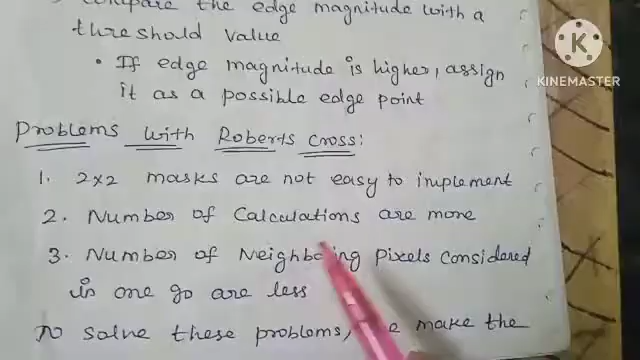 Compare the edge magnitude with a
threshold value
• If edge magnitude is higher, assign
it as a possible edge point
Problems with Roberts Cross:
1. 2x2 masks are not easy to implement
2. Number of Calculations are more
3. Number of Neighboring Pixels Considered
in one go are less
To solve these problems, make the
KINEMASTER